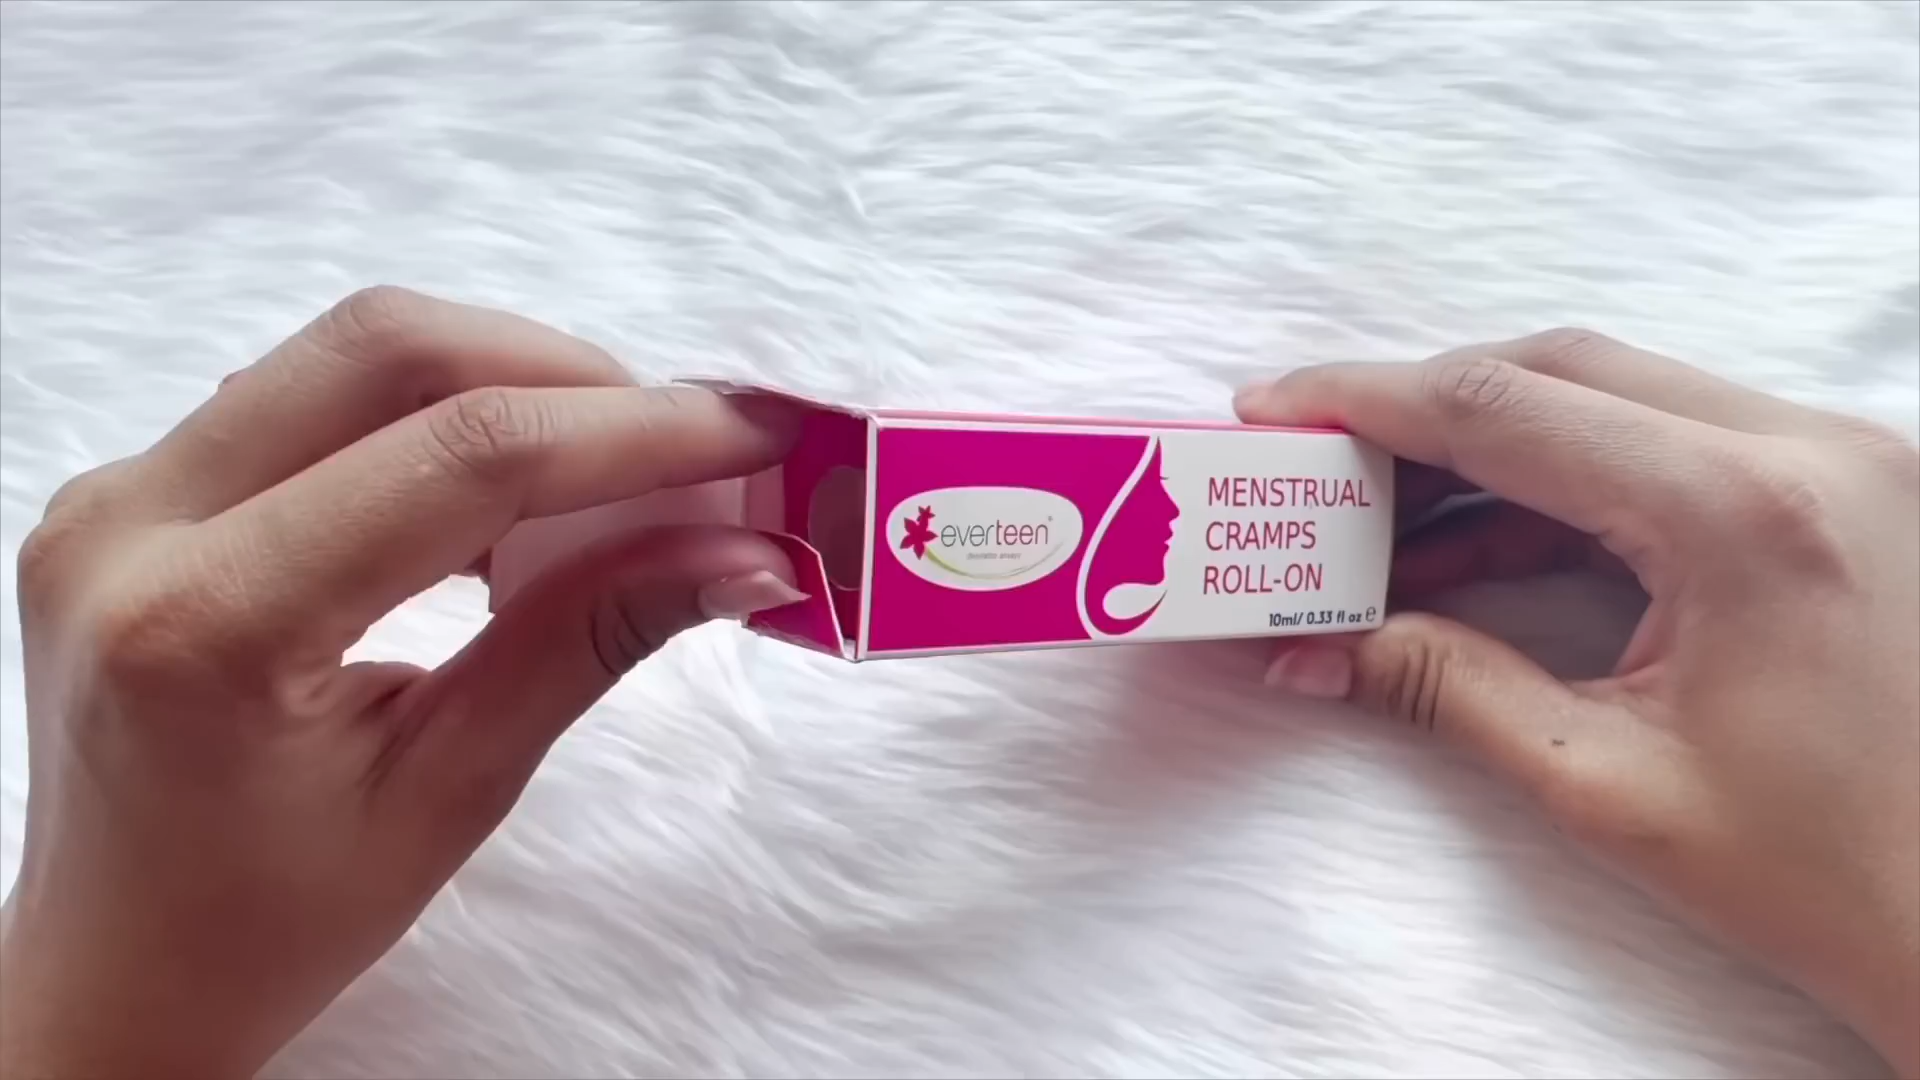 everteen®
MENSTRUAL
CRAMPS
ROLL-ON
10ml/ 0.33 fl oz ℮